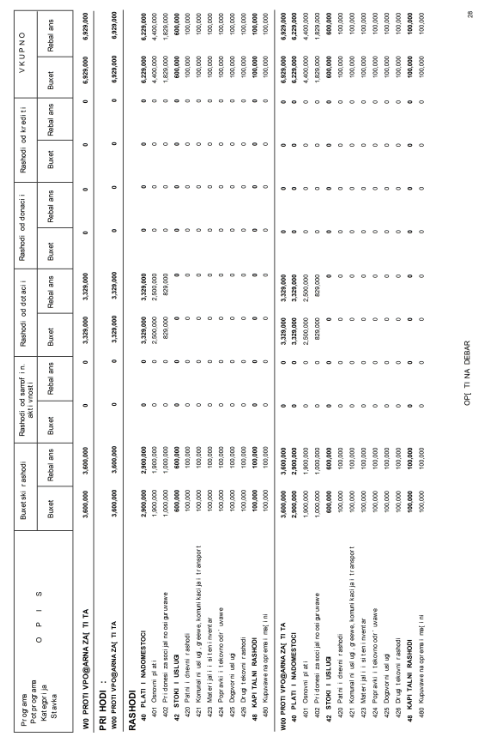 Programa
Potprograma
Kategorija
Stavka
O P I S
Buxetski rashodi
Rashodi od samofin. aktivnosti
Rashodi od dotacii
Rashodi od donacii
Rashodi od krediti
VKUPNO
Buxet Rebalans Buxet Rebalans Buxet Rebalans Buxet Rebalans Buxet Rebalans Buxet Rebalans
W0 PROTIVPO@ARNA ZA[TITA 3,600,000 3,600,000 0 0 3,329,000 3,329,000 0 0 0 0 6,929,000 6,929,000
PRIHODI :
W00 PROTIVPO@ARNA ZA[TITA 3,600,000 3,600,000 0 0 3,329,000 3,329,000 0 0 0 0 6,929,000 6,929,000
RASHODI
40 PLATI I NADOMESTOCI 2,900,000 2,900,000 0 0 3,329,000 3,329,000 0 0 0 0 6,229,000 6,229,000
401 Osnovni plati 1,900,000 1,900,000 0 0 2,500,000 2,500,000 0 0 0 0 4,400,000 4,400,000
402 Pridonesi za socijalno osiguruvawe 1,000,000 1,000,000 0 0 829,000 829,000 0 0 0 0 1,829,000 1,829,000
42 STOKI I USLUGI 600,000 600,000 0 0 0 0 0 0 0 0 600,000 600,000
420 Patni i dnevni rashodi 100,000 100,000 0 0 0 0 0 0 0 0 100,000 100,000
421 Komunalni uslugi, greewe, komunikacija i transport 100,000 100,000 0 0 0 0 0 0 0 0 100,000 100,000
423 Materijali i siten inventar 100,000 100,000 0 0 0 0 0 0 0 0 100,000 100,000
424 Popravki i tekovno odr`uvawe 100,000 100,000 0 0 0 0 0 0 0 0 100,000 100,000
425 Dogovorni uslugi 100,000 100,000 0 0 0 0 0 0 0 0 100,000 100,000
426 Drugi tekovni rashodi 100,000 100,000 0 0 0 0 0 0 0 0 100,000 100,000
48 KAPITALNI RASHODI 100,000 100,000 0 0 0 0 0 0 0 0 100,000 100,000
480 Kupuvawe na oprema i ma{ini 100,000 100,000 0 0 0 0 0 0 0 0 100,000 100,000
W00 PROTIVPO@ARNA ZA[TITA 3,600,000 3,600,000 0 0 3,329,000 3,329,000 0 0 0 0 6,929,000 6,929,000
40 PLATI I NADOMESTOCI 2,900,000 2,900,000 0 0 3,329,000 3,329,000 0 0 0 0 6,229,000 6,229,000
401 Osnovni plati 1,900,000 1,900,000 0 0 2,500,000 2,500,000 0 0 0 0 4,400,000 4,400,000
402 Pridonesi za socijalno osiguruvawe 1,000,000 1,000,000 0 0 829,000 829,000 0 0 0 0 1,829,000 1,829,000
42 STOKI I USLUGI 600,000 600,000 0 0 0 0 0 0 0 0 600,000 600,000
420 Patni i dnevni rashodi 100,000 100,000 0 0 0 0 0 0 0 0 100,000 100,000
421 Komunalni uslugi, greewe, komunikacija i transport 100,000 100,000 0 0 0 0 0 0 0 0 100,000 100,000
423 Materijali i siten inventar 100,000 100,000 0 0 0 0 0 0 0 0 100,000 100,000
424 Popravki i tekovno odr`uvawe 100,000 100,000 0 0 0 0 0 0 0 0 100,000 100,000
425 Dogovorni uslugi 100,000 100,000 0 0 0 0 0 0 0 0 100,000 100,000
426 Drugi tekovni rashodi 100,000 100,000 0 0 0 0 0 0 0 0 100,000 100,000
48 KAPITALNI RASHODI 100,000 100,000 0 0 0 0 0 0 0 0 100,000 100,000
480 Kupuvawe na oprema i ma{ini 100,000 100,000 0 0 0 0 0 0 0 0 100,000 100,000
OP[TINA DEBAR
28